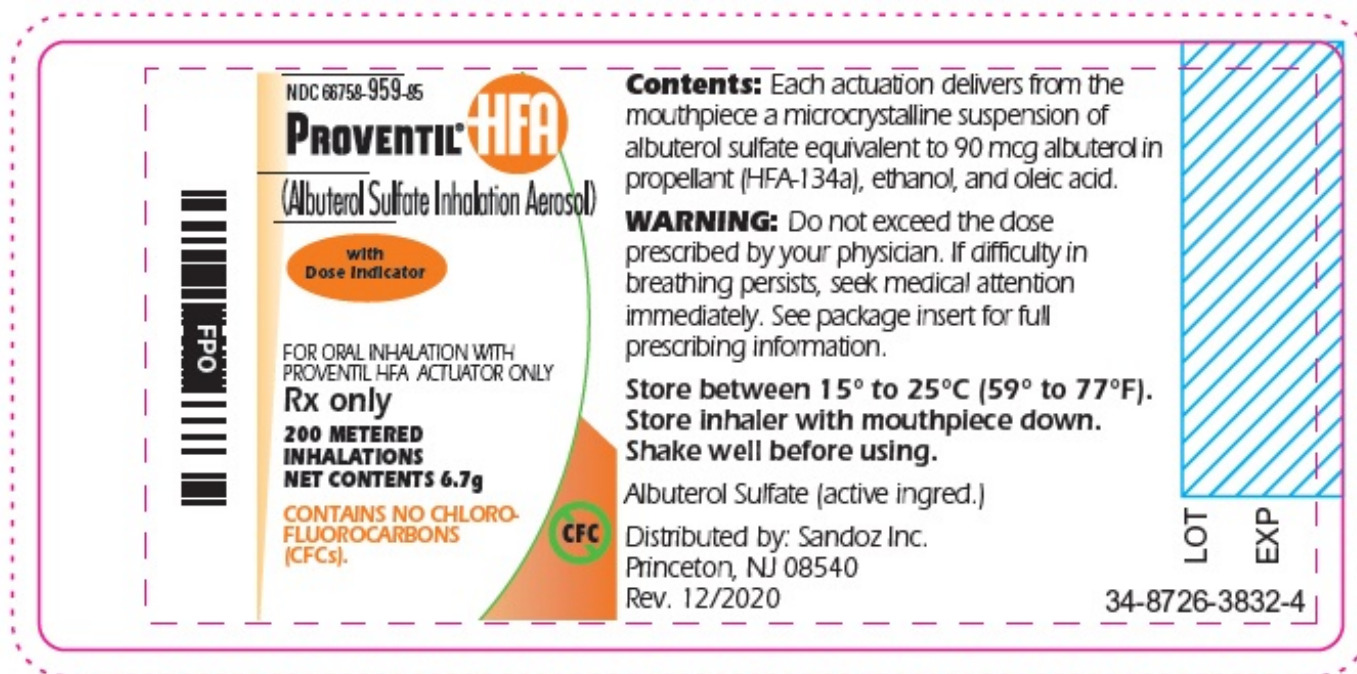 NDC 66758-959-85
PROVENTIL® HFA
(Albuterol Sulfate Inhalation Aerosol)
with
Dose Indicator
FPO
FOR ORAL INHALATION WITH
PROVENTIL HFA ACTUATOR ONLY
Rx only
200 METERED
INHALATIONS
NET CONTENTS 6.7g
CONTAINS NO CHLORO-
FLUOROCARBONS
(CFCs).
CFC
Contents: Each actuation delivers from the
mouthpiece a microcrystalline suspension of
albuterol sulfate equivalent to 90 mcg albuterol in
propellant (HFA-134a), ethanol, and oleic acid.
WARNING: Do not exceed the dose
prescribed by your physician. If difficulty in
breathing persists, seek medical attention
immediately. See package insert for full
prescribing information.
Store between 15° to 25°C (59° to 77°F).
Store inhaler with mouthpiece down.
Shake well before using.
Albuterol Sulfate (active ingred.)
Distributed by: Sandoz Inc.
Princeton, NJ 08540
Rev. 12/2020
LOT
EXP
34-8726-3832-4